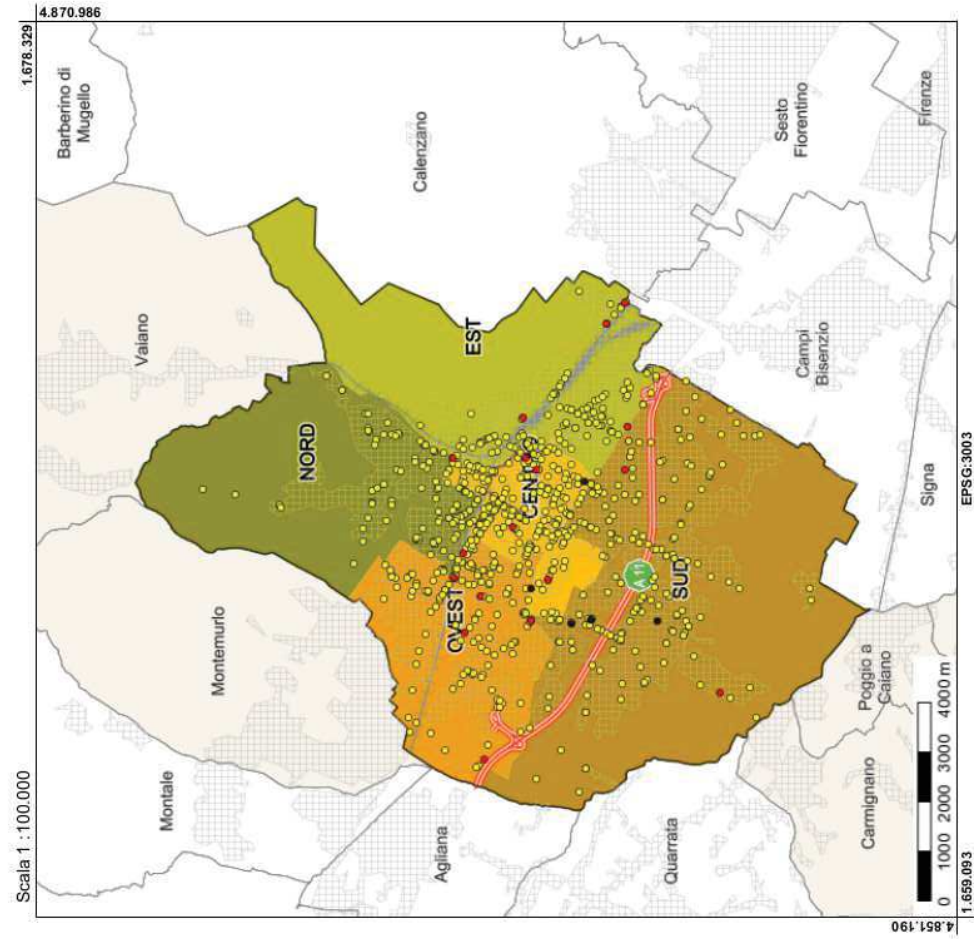 Scala 1 : 100.000
1.678.329
4.870.986
Barberino di
Mugello
Vaiano
Calenzano
Montemurlo
Montale
NORD
EST
Sesto
Fiorentino
Firenze
Agliana
OVEST
CENTRO
Campi
Bisenzio
Quarrata
A 11
SUD
Signa
Poggio a
Caiano
Carmignano
0 1000 2000 3000 4000 m
4.851.190
1.659.093
EPSG:3003